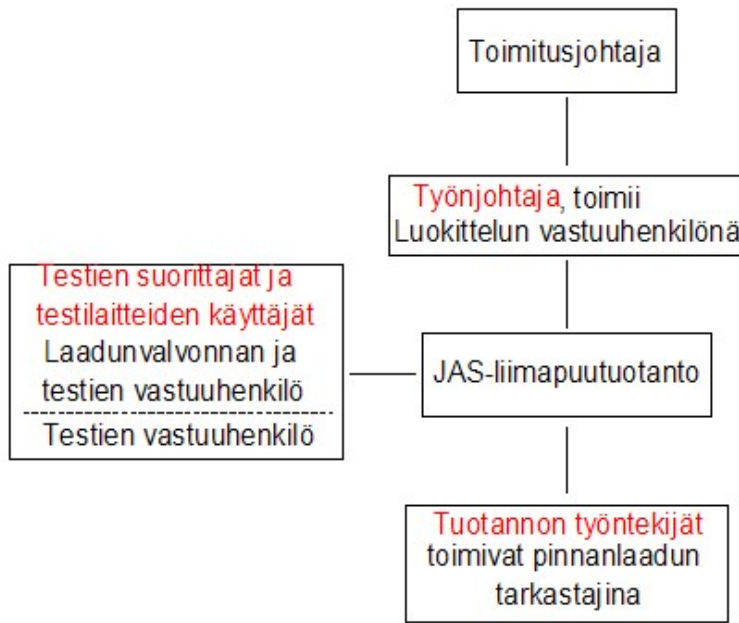 Toimitusjohtaja
Työnjohtaja, toimii
Luokittelun vastuuhenkilönä
Testien suorittajat ja
testilaitteiden käyttäjät
Laadunvalvonnan ja
testien vastuuhenkilö
Testien vastuuhenkilö
JAS-liimapuutuotanto
Tuotannon työntekijät
toimivat pinnanlaadun
tarkastajina